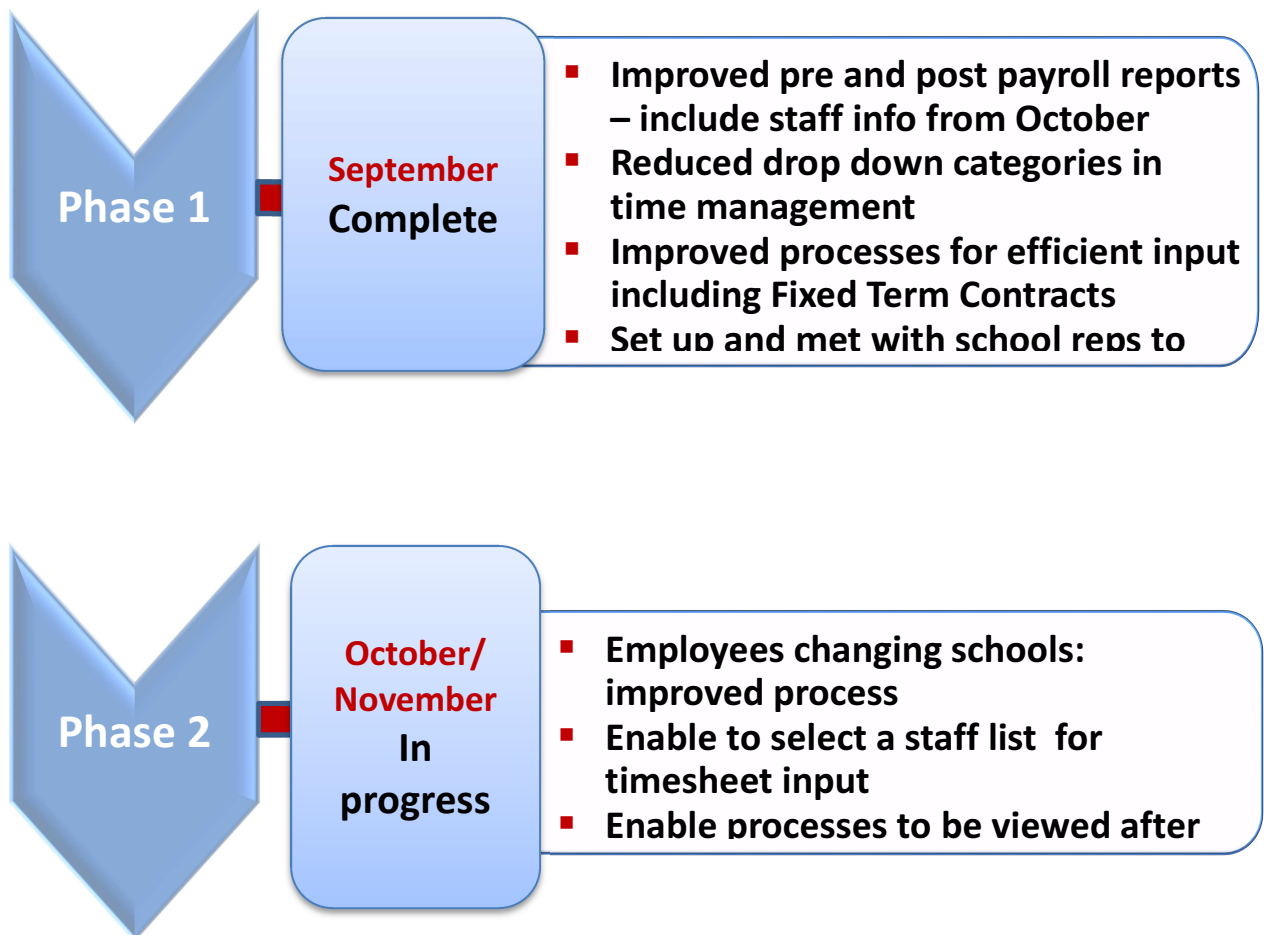 Phase 1
September
Complete
▪ Improved pre and post payroll reports
– include staff info from October
▪ Reduced drop down categories in
time management
▪ Improved processes for efficient input
including Fixed Term Contracts
▪ Set up and met with school reps to
Phase 2
October/
November
In
progress
▪ Employees changing schools:
improved process
▪ Enable to select a staff list for
timesheet input
▪ Enable processes to be viewed after